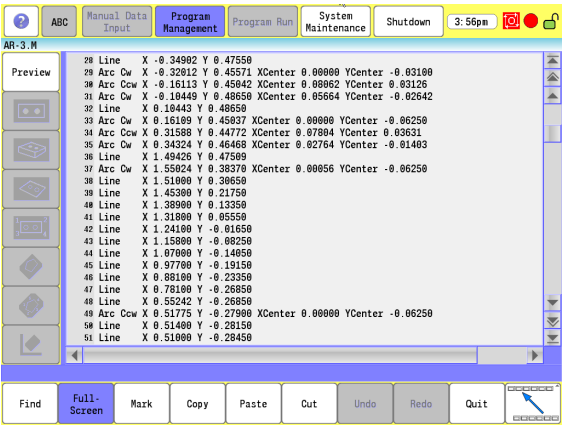 ?
ABC
Manual Data
Input
Program
Management
Program Run
System
Maintenance
Shutdown
3:56pm
AR-3.M
Preview
28 Line X -0.34902 Y 0.47550
29 Arc Cw X -0.32012 Y 0.45571 XCenter 0.00000 YCenter -0.03100
30 Arc Ccw X -0.16113 Y 0.45042 XCenter 0.08062 YCenter 0.03126
31 Arc Cw X -0.10449 Y 0.48650 XCenter 0.05664 YCenter -0.02642
32 Line X 0.10443 Y 0.48650
33 Arc Cw X 0.16109 Y 0.45037 XCenter 0.00000 YCenter -0.06250
34 Arc Ccw X 0.31588 Y 0.44772 XCenter 0.07804 YCenter 0.03631
35 Arc Cw X 0.34324 Y 0.46468 XCenter 0.02764 YCenter -0.01403
36 Line X 1.49426 Y 0.47509
37 Arc Cw X 1.55024 Y 0.38370 XCenter 0.00056 YCenter -0.06250
38 Line X 1.51000 Y 0.30650
39 Line X 1.45300 Y 0.21750
40 Line X 1.38900 Y 0.13350
41 Line X 1.31800 Y 0.05550
42 Line X 1.24100 Y -0.01650
43 Line X 1.15800 Y -0.08250
44 Line X 1.07000 Y -0.14050
45 Line X 0.97700 Y -0.19150
46 Line X 0.88100 Y -0.23350
47 Line X 0.78100 Y -0.26850
48 Line X 0.55242 Y -0.26850
49 Arc Ccw X 0.51775 Y -0.27900 XCenter 0.00000 YCenter -0.06250
50 Line X 0.51400 Y -0.28150
51 Line X 0.51000 Y -0.28450
Find
Full-
Screen
Mark
Copy
Paste
Cut
Undo
Redo
Quit